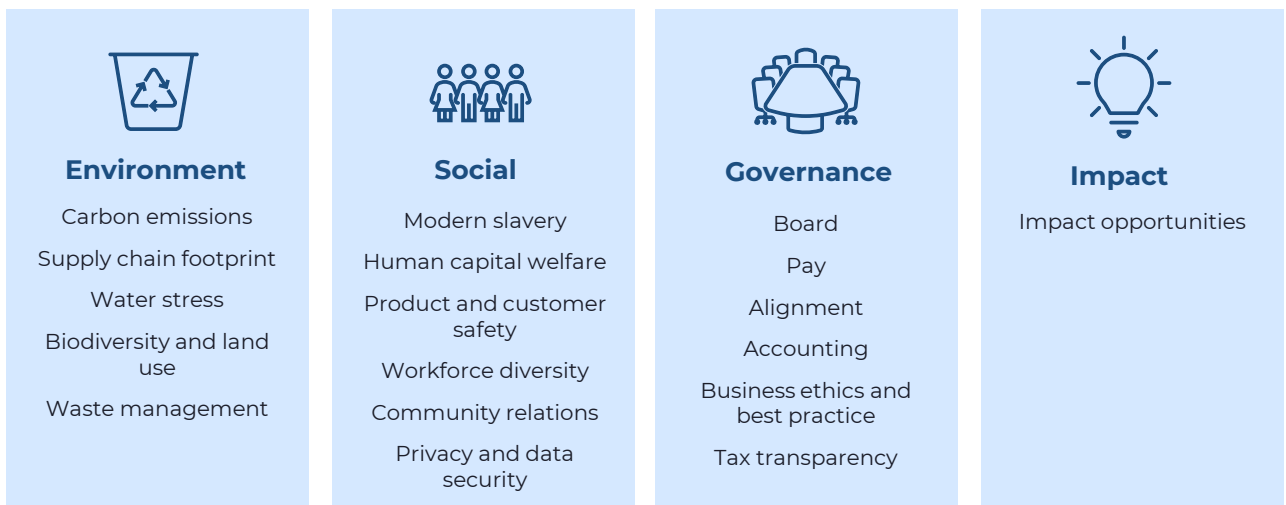 Environment
Carbon emissions
Supply chain footprint
Water stress
Biodiversity and land
use
Waste management
Social
Modern slavery
Human capital welfare
Product and customer
safety
Workforce diversity
Community relations
Privacy and data
security
Governance
Board
Pay
Alignment
Accounting
Business ethics and
best practice
Tax transparency
Impact
Impact opportunities